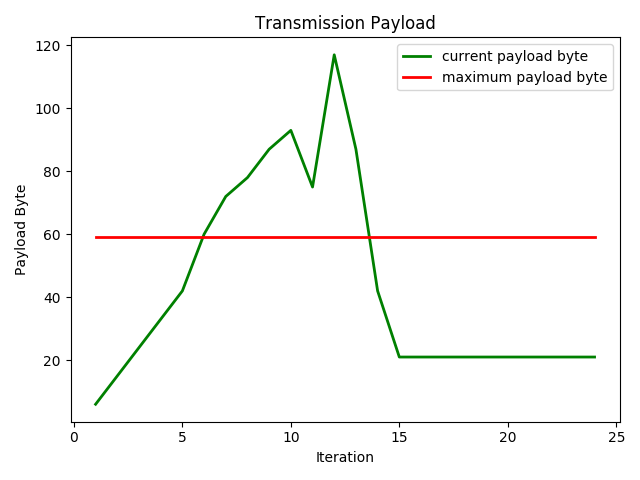 Transmission Payload
current payload byte
maximum payload byte
120
100
80
60
40
20
Payload Byte
0
5
10
15
20
25
Iteration